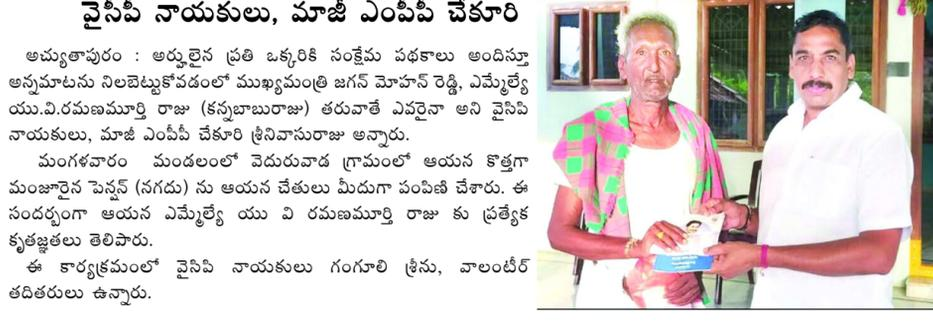 వైసిపి నాయకులు, మాజీ ఎంపీపీ చేకూరి
అచ్యుతాపురం : అర్హులైన ప్రతి ఒక్కరికి సంక్షేమ పథకాలు అందిస్తూ
అన్నమాటను నిలబెట్టుకోవడంలో ముఖ్యమంత్రి జగన్ మోహన్ రెడ్డి, ఎమ్మెల్యే
యు.వి.రమణమూర్తి రాజు (కన్నబాబురాజు) తరువాతే ఎవరైనా అని వైసిపి
నాయకులు, మాజీ ఎంపీపీ చేకూరి శ్రీనివాసురాజు అన్నారు.
మంగళవారం మండలంలో వెదురువాడ గ్రామంలో ఆయన కొత్తగా
మంజూరైన పెన్షన్ (నగదు) ను ఆయన చేతులు మీదుగా పంపిణి చేశారు. ఈ
సందర్భంగా ఆయన ఎమ్మెల్యే యు వి రమణమూర్తి రాజు కు ప్రత్యేక
కృతజ్ఞతలు తెలిపారు.
ఈ కార్యక్రమంలో వైసిపి నాయకులు గంగూలి శ్రీను, వాలంటీర్
తదితరులు ఉన్నారు.